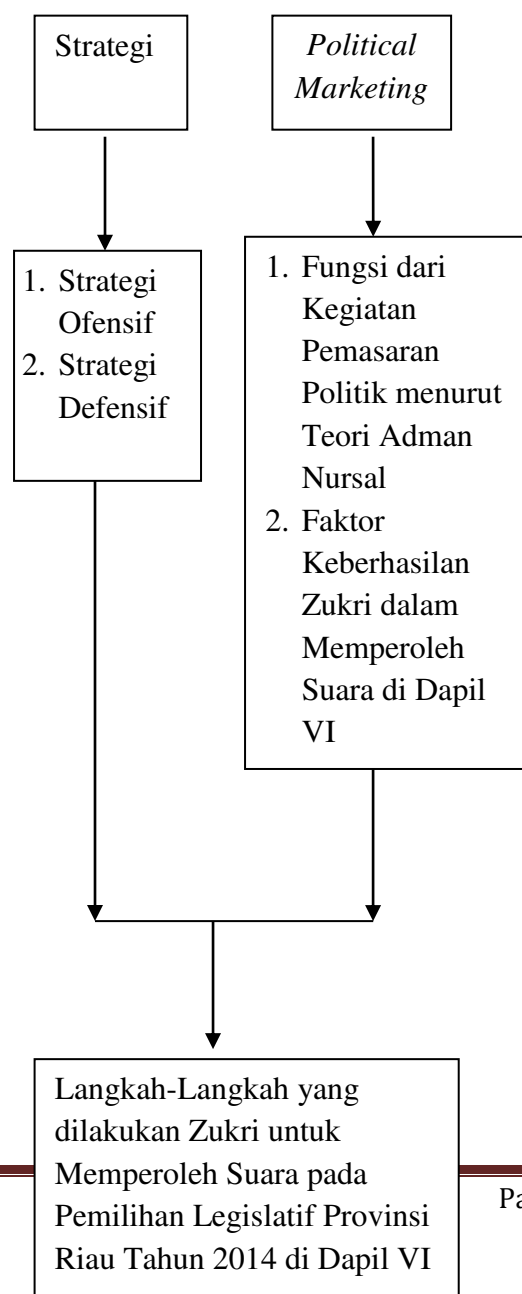 Strategi
Political
Marketing
1. Strategi
Ofensif
2. Strategi
Defensif
1. Fungsi dari
Kegiatan
Pemasaran
Politik menurut
Teori Adman
Nursal
2. Faktor
Keberhasilan
Zukri dalam
Memperoleh
Suara di Dapil
VI
Langkah-Langkah yang
dilakukan Zukri untuk
Memperoleh Suara pada
Pemilihan Legislatif Provinsi
Riau Tahun 2014 di Dapil VI
Pa